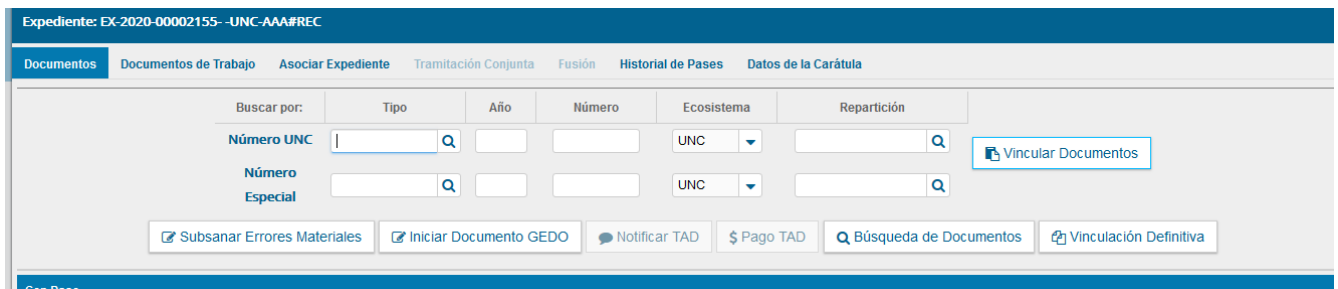 Expediente: EX-2020-00002155- -UNC-AAA#REC
Documentos Documentos de Trabajo Asociar Expediente Tramitación Conjunta Fusión Historial de Pases Datos de la Carátula
Buscar por: Tipo Año Número Ecosistema Repartición
Número UNC UNC
Vincular Documentos
Número
Especial UNC
Subsanar Errores Materiales Iniciar Documento GEDO Notificar TAD $ Pago TAD Búsqueda de Documentos Vinculación Definitiva
Con Pase